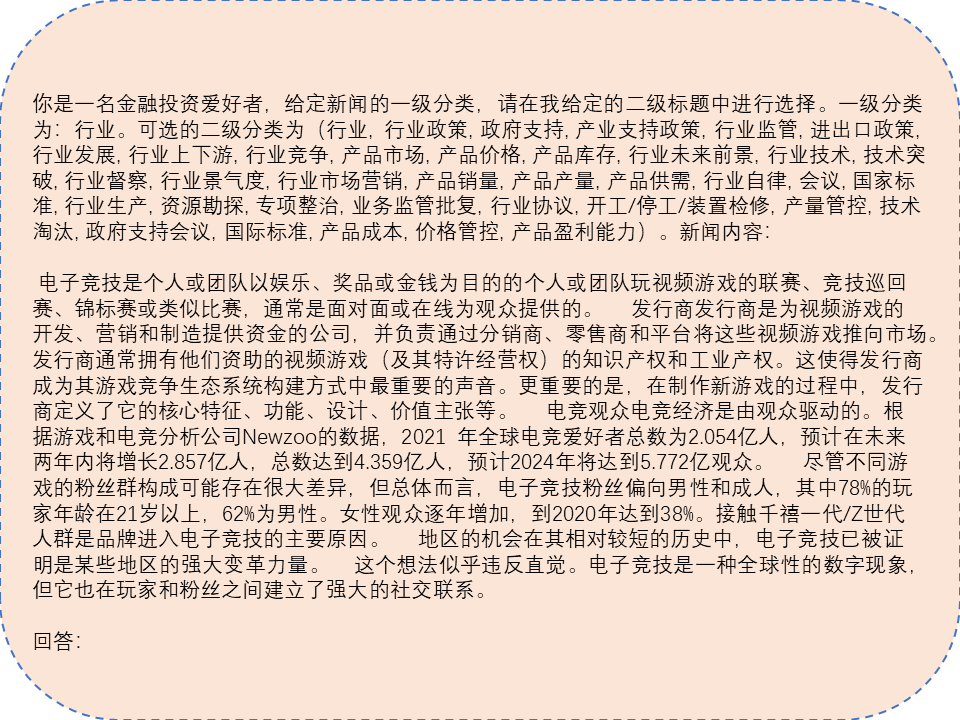 你是一名金融投资爱好者，给定新闻的一级分类，请在我给定的二级标题中进行选择。一级分类
为：行业。可选的二级分类为（行业, 行业政策, 政府支持, 产业支持政策, 行业监管, 进出口政策,
行业发展, 行业上下游, 行业竞争, 产品市场, 产品价格, 产品库存, 行业未来前景, 行业技术, 技术突
破, 行业督察, 行业景气度, 行业市场营销, 产品销量, 产品产量, 产品供需, 行业自律, 会议, 国家标
准, 行业生产, 资源勘探, 专项整治, 业务监管批复, 行业协议, 开工/停工/装置检修, 产量管控, 技术
淘汰, 政府支持会议, 国际标准, 产品成本, 价格管控, 产品盈利能力）。新闻内容：
电子竞技是个人或团队以娱乐、奖品或金钱为目的的个人或团队玩视频游戏的联赛、竞技巡回
赛、锦标赛或类似比赛，通常是面对面或在线为观众提供的。 发行商发行商是为视频游戏的
开发、营销和制造提供资金的公司，并负责通过分销商、零售商和平台将这些视频游戏推向市场。
发行商通常拥有他们资助的视频游戏（及其特许经营权）的知识产权和工业产权。这使得发行商
成为其游戏竞争生态系统构建方式中最重要的声音。更重要的是，在制作新游戏的过程中，发行
商定义了它的核心特征、功能、设计、价值主张等。 电竞观众电竞经济是由观众驱动的。根
据游戏和电竞分析公司Newzoo的数据，2021 年全球电竞爱好者总数为2.054亿人，预计在未来
两年内将增长2.857亿人，总数达到4.359亿人，预计2024年将达到5.772亿观众。 尽管不同游
戏的粉丝群构成可能存在很大差异，但总体而言，电子竞技粉丝偏向男性和成人，其中78%的玩
家年龄在21岁以上，62%为男性。女性观众逐年增加，到2020年达到38%。接触千禧一代/Z世代
人群是品牌进入电子竞技的主要原因。 地区的机会在其相对较短的历史中，电子竞技已被证
明是某些地区的强大变革力量。 这个想法似乎违反直觉。电子竞技是一种全球性的数字现象，
但它也在玩家和粉丝之间建立了强大的社交联系。
回答：